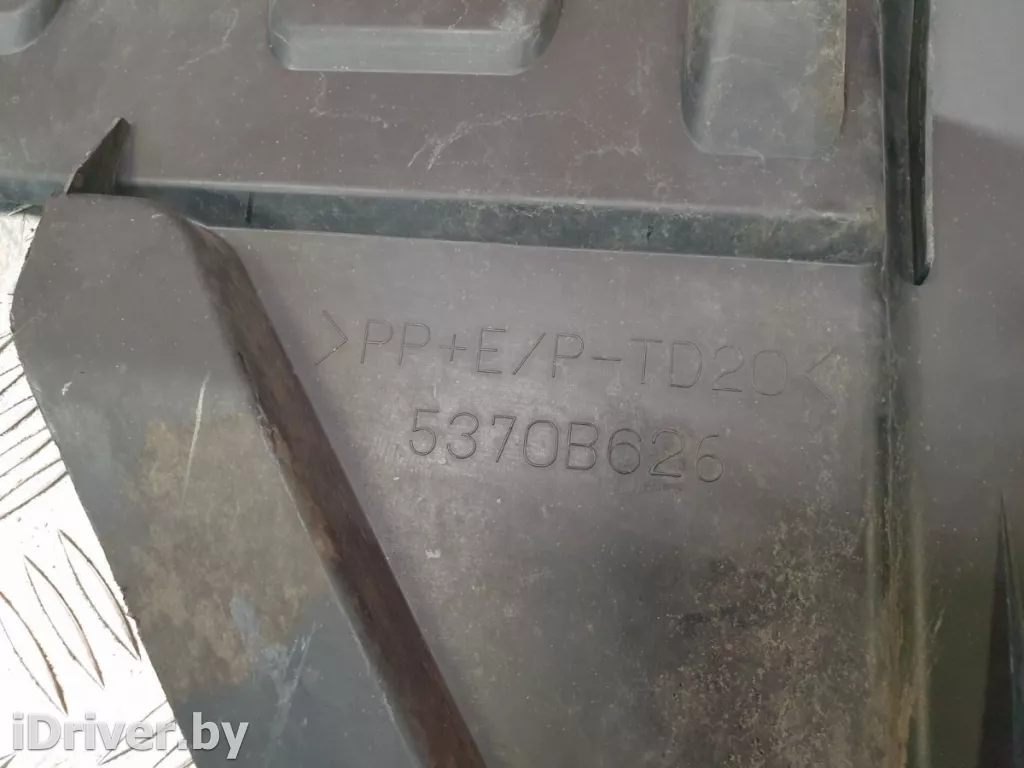 >PP+E/P-TD20<
5370B626
iDriver.by